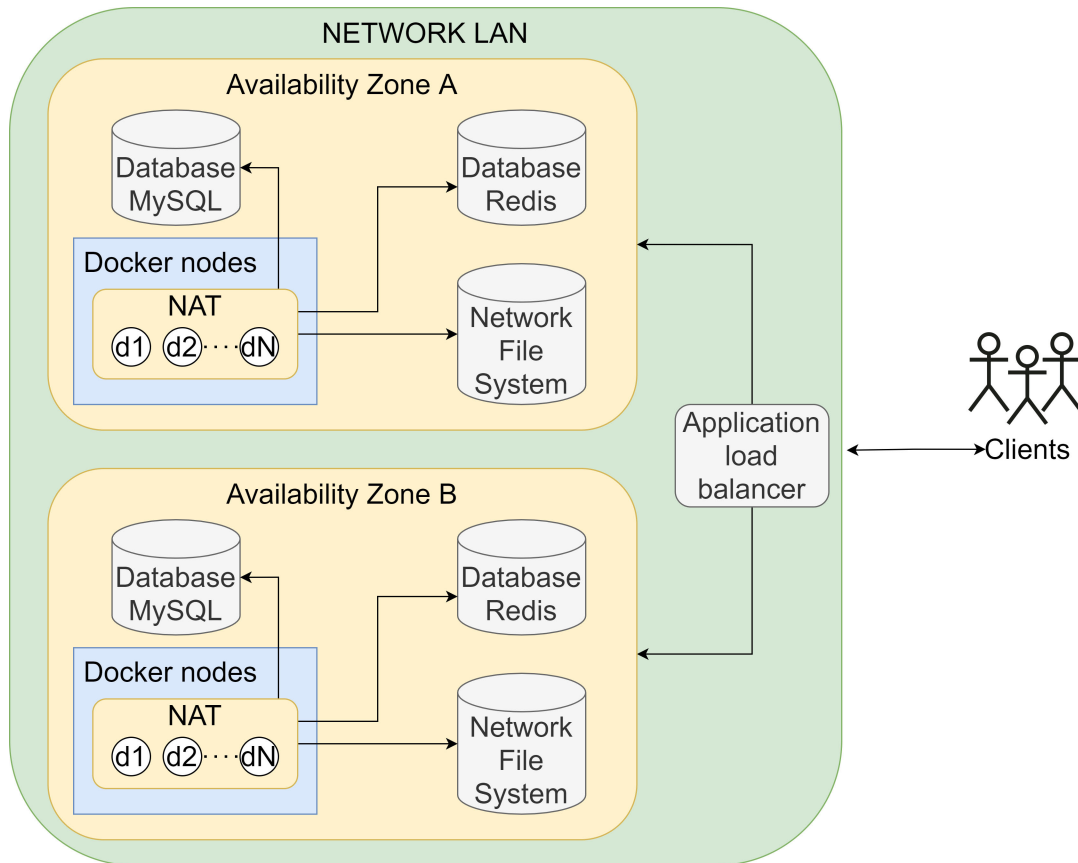 NETWORK LAN
Availability Zone A
Database
MySQL
Database
Redis
Docker nodes
NAT
d1 d2 ···· dN
Network
File
System
Application
load
balancer
Clients
Availability Zone B
Database
MySQL
Database
Redis
Docker nodes
NAT
d1 d2 ···· dN
Network
File
System